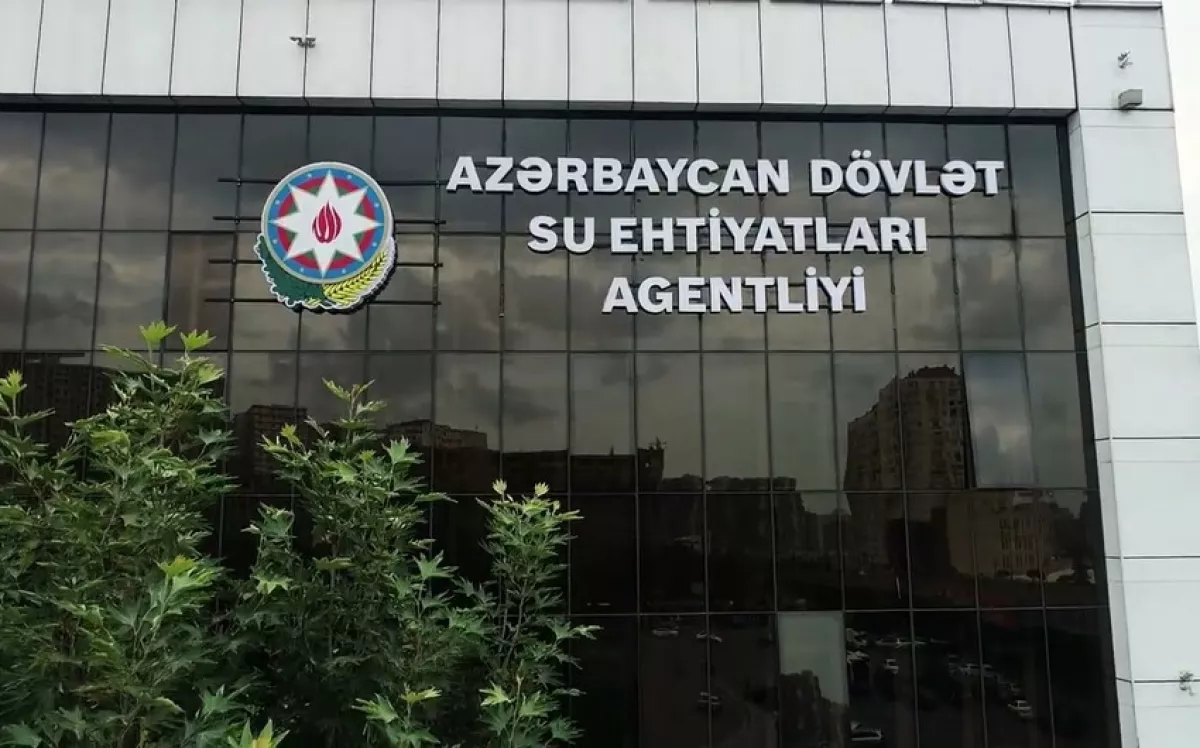 AZƏRBAYCAN DÖVLƏT
SU EHTİYATLARI
AGENTLİYİ